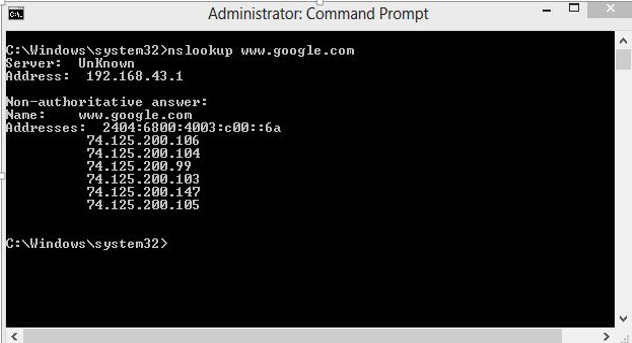 Administrator: Command Prompt
C:\Windows\system32>nslookup www.google.com
Server:  UnKnown
Address:  192.168.43.1
Non-authoritative answer:
Name:    www.google.com
Addresses:  2404:6800:4003:c00::6a
74.125.200.106
74.125.200.104
74.125.200.99
74.125.200.103
74.125.200.147
74.125.200.105
C:\Windows\system32>